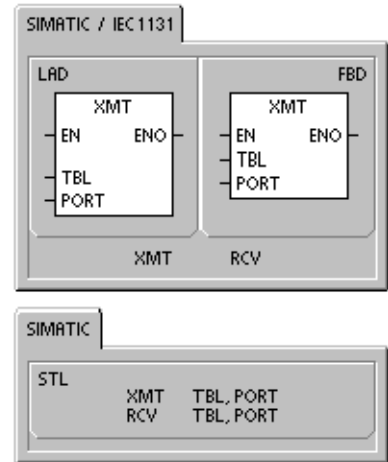 SIMATIC / IEC 1131
LAD
FBD
XMT
EN ENO
TBL
PORT
XMT
EN ENO
TBL
PORT
XMT RCV
SIMATIC
STL
XMT TBL, PORT
RCV TBL, PORT